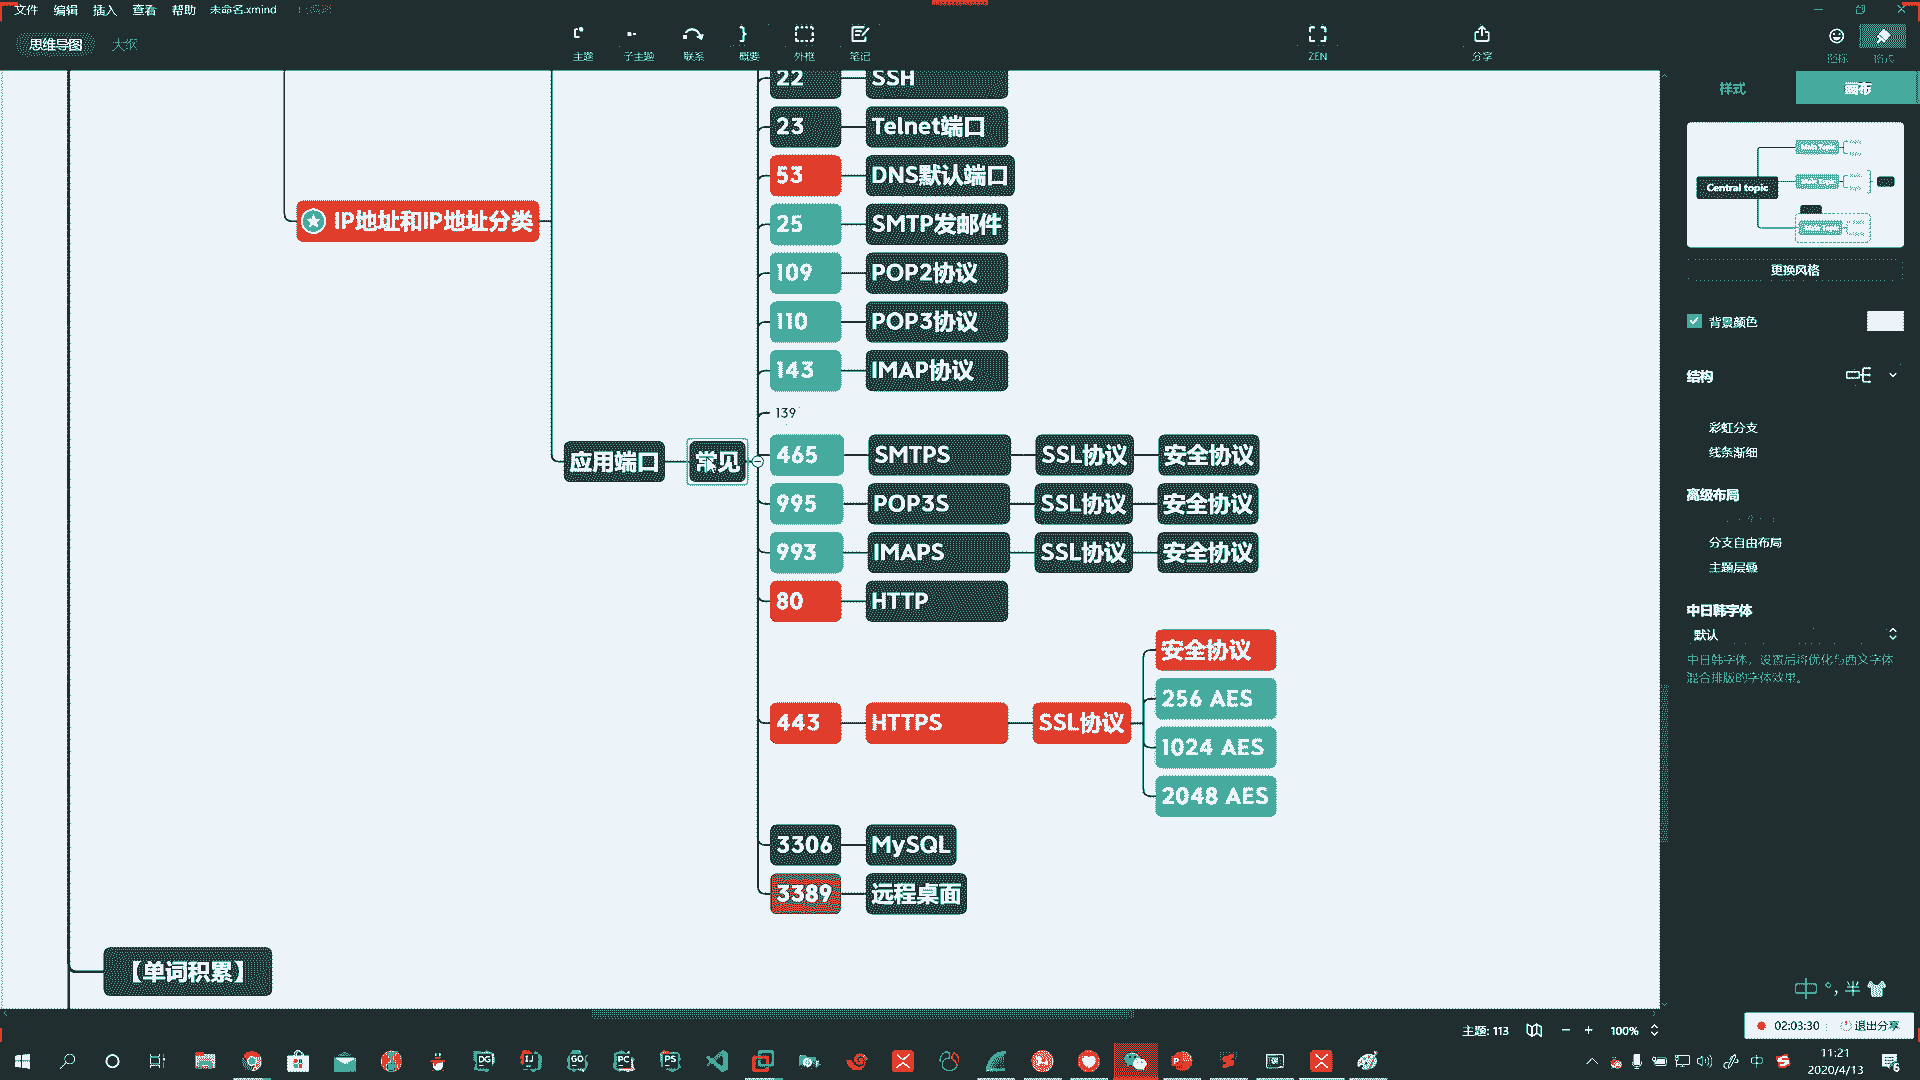 文件 编辑 插入 查看 帮助 未命名.xmind
思维导图 大纲
主题 子主题 联系 概要 外框 笔记 ZEN 分享 图标 格式
样式 画布
22 SSH
23 Telnet端口
53 DNS默认端口
IP地址和IP地址分类
25 SMTP发邮件
109 POP2协议
110 POP3协议
143 IMAP协议
139
应用端口 常见
465 SMTPS SSL协议 安全协议
995 POP3S SSL协议 安全协议
993 IMAPS SSL协议 安全协议
80 HTTP
安全协议
256 AES
443 HTTPS SSL协议
1024 AES
2048 AES
3306 MySQL
3389 远程桌面
【单词积累】
Central topic
更换风格
背景颜色
结构
彩虹分支
线条渐细
高级布局
分支自由布局
主题层叠
中日韩字体
默认
中日韩字体，设置后将优化与西文字体
混合排版的字体效果。
中 °, 半
主题: 113 100%
02:03:30 退出分享
DG IJ GO PC PS
中
11:21
2020/4/13